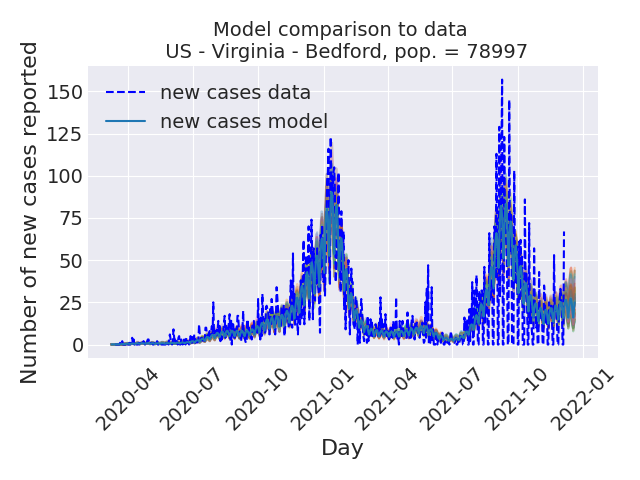 Model comparison to data
US - Virginia - Bedford, pop. = 78997
Number of new cases reported
150
125
100
75
50
25
0
new cases data
new cases model
2020-04
2020-07
2020-10
2021-01
2021-04
2021-07
2021-10
2022-01
Day